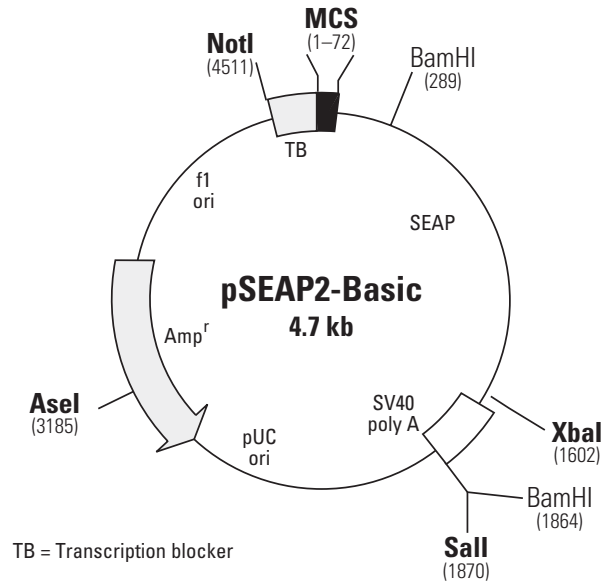 MCS
(1–72)
NotI
(4511)
BamHI
(289)
TB
f1
ori
SEAP
pSEAP2-Basic
4.7 kb
Ampr
AseI
(3185)
SV40
poly A
pUC
ori
XbaI
(1602)
BamHI
(1864)
SalI
(1870)
TB = Transcription blocker